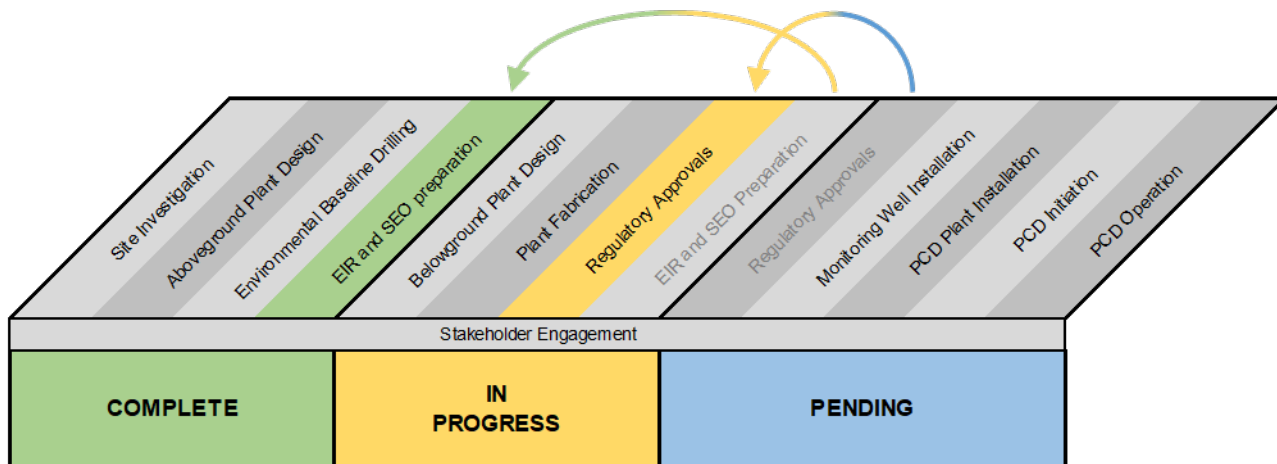 Site Investigation
Aboveground Plant Design
Environmental Baseline Drilling
EIR and SEO preparation
Belowground Plant Design
Plant Fabrication
Regulatory Approvals
EIR and SEO Preparation
Regulatory Approvals
Monitoring Well Installation
PCD Plant Installation
PCD Initiation
PCD Operation
Stakeholder Engagement
COMPLETE
IN
PROGRESS
PENDING